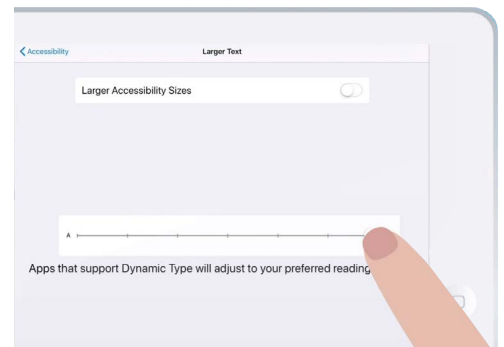 Accessibility
Larger Text
Larger Accessibility Sizes
A
Apps that support Dynamic Type will adjust to your preferred reading